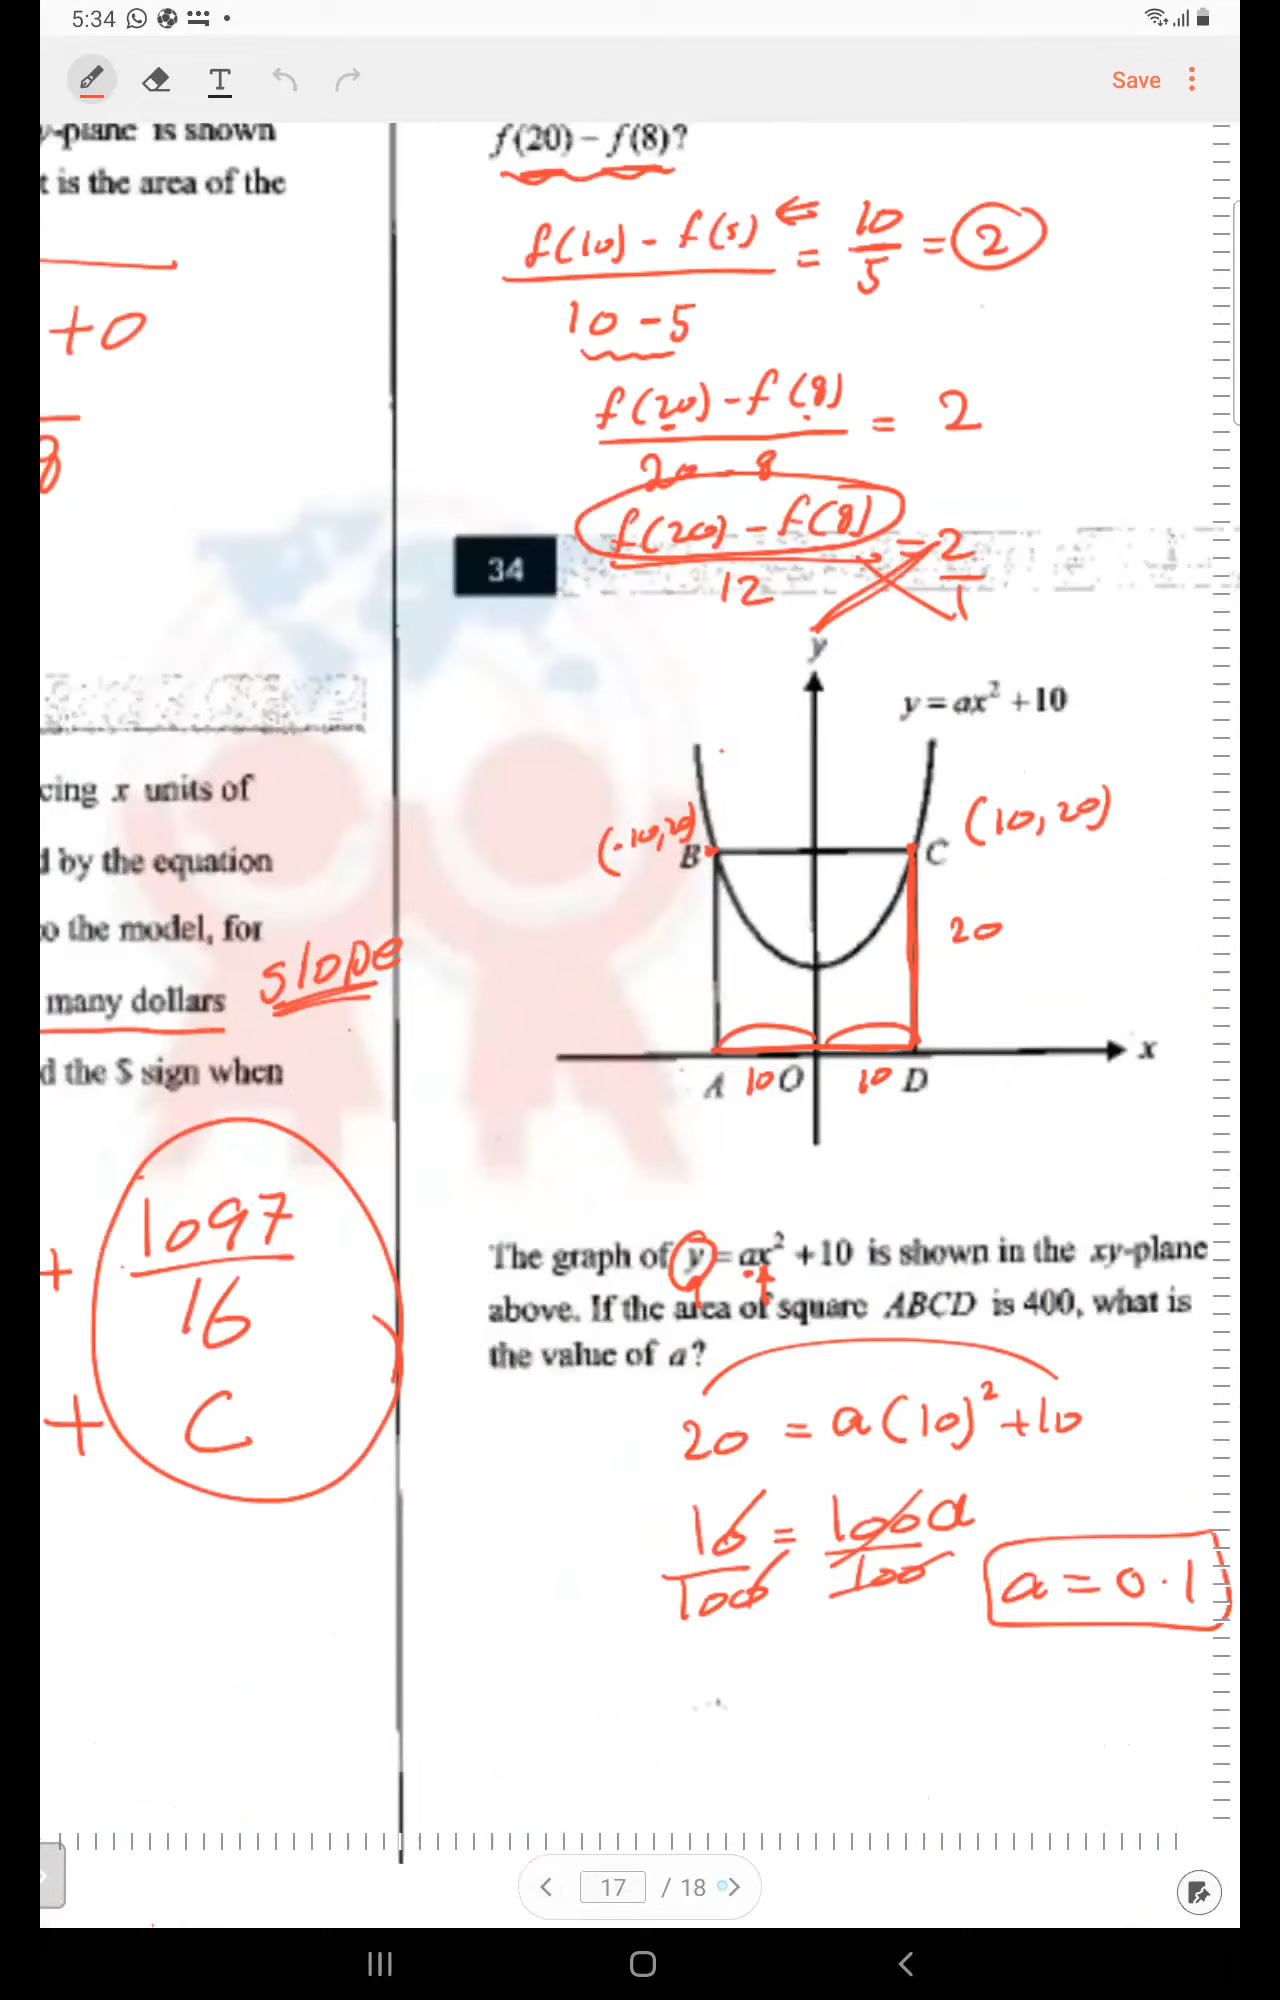 5:34
Save
y-plane is shown
t is the area of the
+0
8
cing x units of
d by the equation
o the model, for
many dollars
slope
d the $ sign when
+ 1097
16
+ C
f(20) – f(8)?
f(10) - f(5) = 10/5 = 2
10 - 5
f(20) - f(8) = 2
20 - 8
f(20) - f(8) = 2
12 1
34
y
y = ax² + 10
(-10,20) B
C (10,20)
20
x
A 10 O 10 D
The graph of y = ax² + 10 is shown in the xy-plane
above. If the area of square ABCD is 400, what is
the value of a?
20 = a(10)² + 10
10 = 100a
100 100
a = 0.1
17 / 18